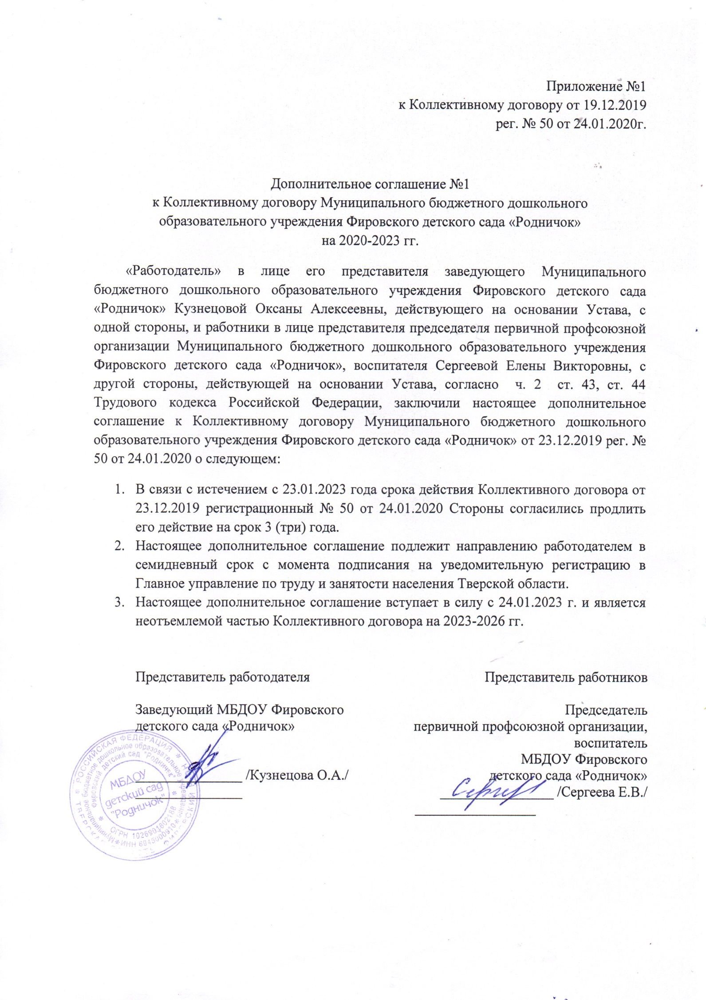 Приложение №1
к Коллективному договору от 19.12.2019
рег. № 50 от 24.01.2020г.
Дополнительное соглашение №1
к Коллективному договору Муниципального бюджетного дошкольного
образовательного учреждения Фировского детского сада «Родничок»
на 2020-2023 гг.
«Работодатель» в лице его представителя заведующего Муниципального
бюджетного дошкольного образовательного учреждения Фировского детского сада
«Родничок» Кузнецовой Оксаны Алексеевны, действующего на основании Устава, с
одной стороны, и работники в лице представителя председателя первичной профсоюзной
организации Муниципального бюджетного дошкольного образовательного учреждения
Фировского детского сада «Родничок», воспитателя Сергеевой Елены Викторовны, с
другой стороны, действующей на основании Устава, согласно ч. 2 ст. 43, ст. 44
Трудового кодекса Российской Федерации, заключили настоящее дополнительное
соглашение к Коллективному договору Муниципального бюджетного дошкольного
образовательного учреждения Фировского детского сада «Родничок» от 23.12.2019 рег. №
50 от 24.01.2020 о следующем:
1. В связи с истечением с 23.01.2023 года срока действия Коллективного договора от
23.12.2019 регистрационный № 50 от 24.01.2020 Стороны согласились продлить
его действие на срок 3 (три) года.
2. Настоящее дополнительное соглашение подлежит направлению работодателем в
семидневный срок с момента подписания на уведомительную регистрацию в
Главное управление по труду и занятости населения Тверской области.
3. Настоящее дополнительное соглашение вступает в силу с 24.01.2023 г. и является
неотъемлемой частью Коллективного договора на 2023-2026 гг.
Представитель работодателя
Заведующий МБДОУ Фировского
детского сада «Родничок»
/Кузнецова О.А./
Представитель работников
Председатель
первичной профсоюзной организации,
воспитатель
МБДОУ Фировского
детского сада «Родничок»
/Сергеева Е.В./
РОССИЙСКАЯ ФЕДЕРАЦИЯ
Муниципальное бюджетное дошкольное образовательное учреждение
Фировский детский сад "Родничек"
МБДОУ
детский сад
"Родничок"
ОГРН 1026901602188
ИНН 6945000910